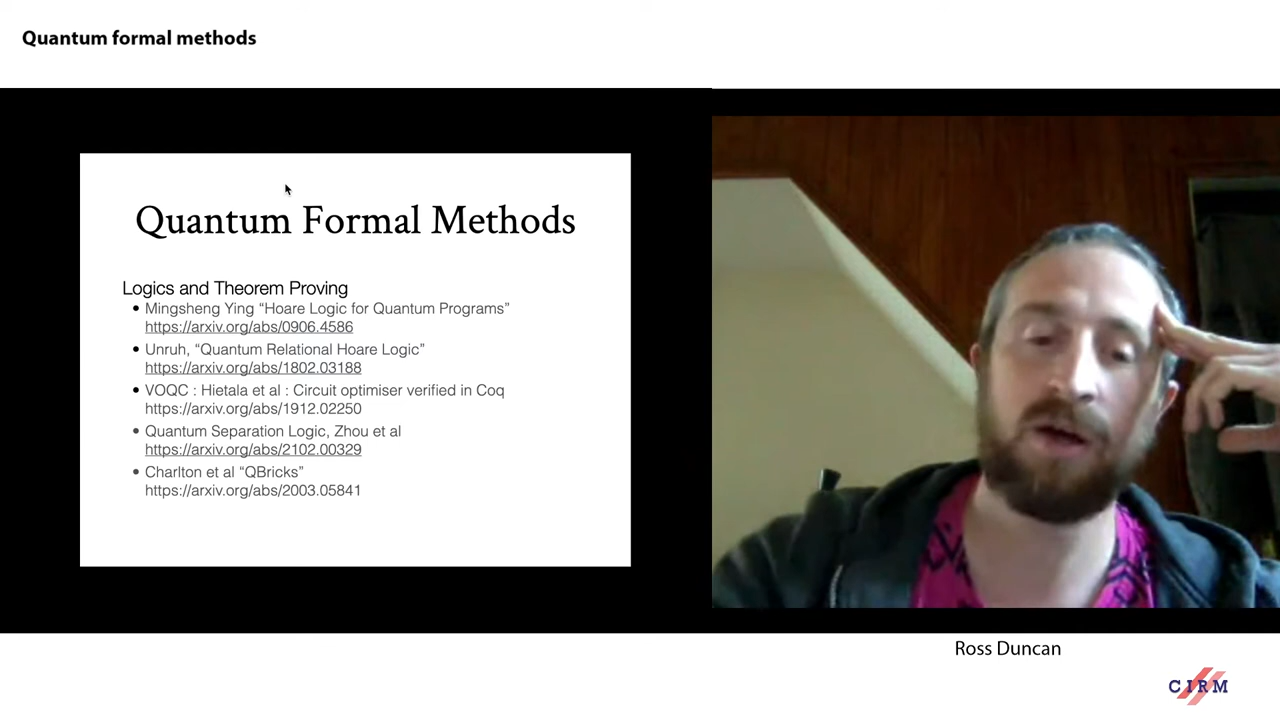 Quantum formal methods
Quantum Formal Methods
Logics and Theorem Proving
• Mingsheng Ying “Hoare Logic for Quantum Programs”
https://arxiv.org/abs/0906.4586
• Unruh, “Quantum Relational Hoare Logic”
https://arxiv.org/abs/1802.03188
• VOQC : Hietala et al : Circuit optimiser verified in Coq
https://arxiv.org/abs/1912.02250
• Quantum Separation Logic, Zhou et al
https://arxiv.org/abs/2102.00329
• Charlton et al “QBricks”
https://arxiv.org/abs/2003.05841
Ross Duncan
CIRM